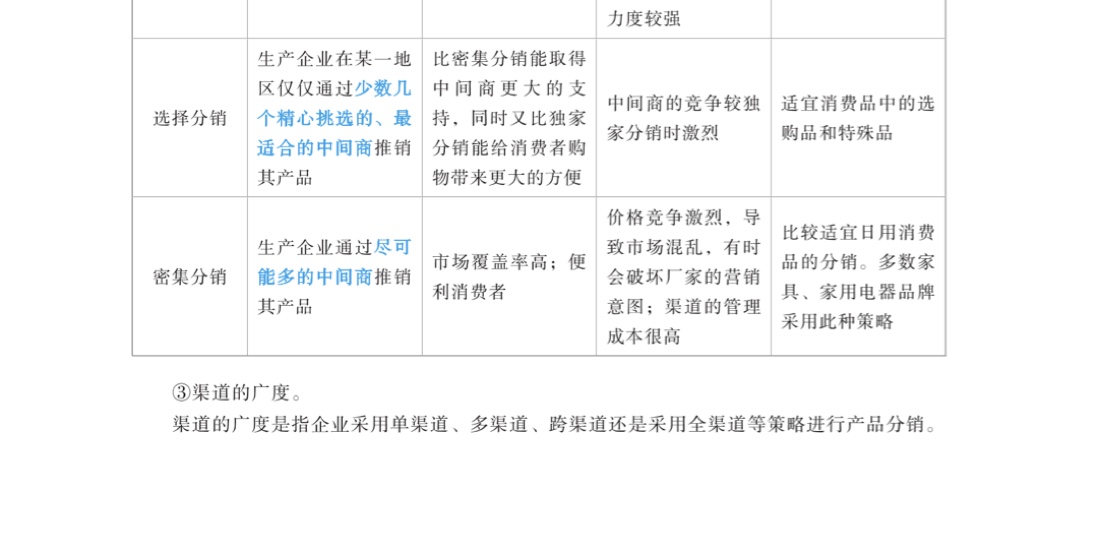 力度较强
选择分销
生产企业在某一地
区仅仅通过少数几
个精心挑选的、最
适合的中间商推销
其产品
比密集分销能取得
中间商更大的支
持，同时又比独家
分销能给消费者购
物带来更大的方便
中间商的竞争较独
家分销时激烈
适宜消费品中的选
购品和特殊品
密集分销
生产企业通过尽可
能多的中间商推销
其产品
市场覆盖率高；便
利消费者
价格竞争激烈，导
致市场混乱，有时
会破坏厂家的营销
意图；渠道的管理
成本很高
比较适宜日用消费
品的分销。多数家
具、家用电器品牌
采用此种策略
③渠道的广度。
渠道的广度是指企业采用单渠道、多渠道、跨渠道还是采用全渠道等策略进行产品分销。